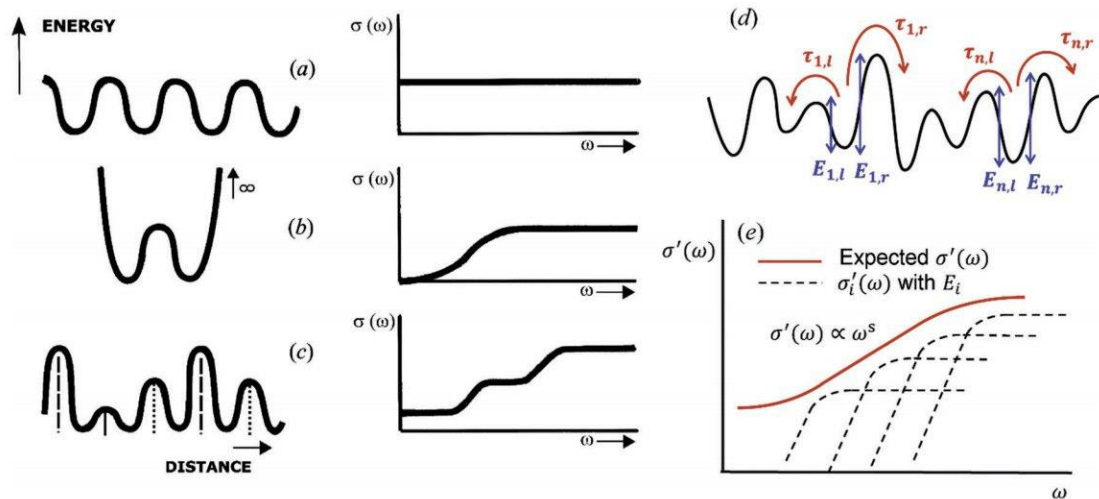 ENERGY
(a)
σ (ω)
ω
∞
(b)
σ (ω)
ω
(c)
DISTANCE
σ (ω)
ω
(d)
τ₁,ₗ
τ₁,ᵣ
τₙ,ₗ
τₙ,ᵣ
E₁,ₗ
E₁,ᵣ
Eₙ,ₗ
Eₙ,ᵣ
(e)
σ′(ω)
Expected σ′(ω)
σ′ᵢ(ω) with Eᵢ
σ′(ω) ∝ ωˢ
ω